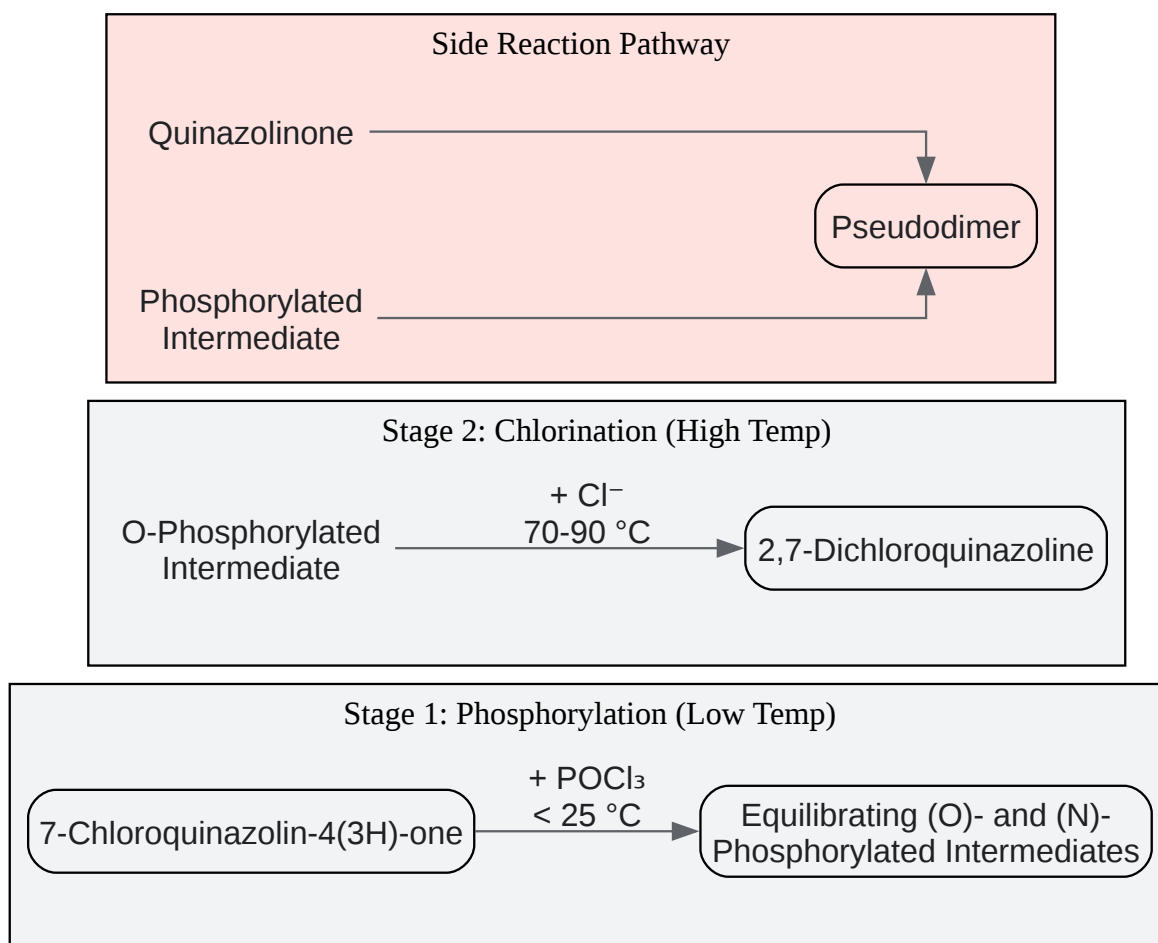 Side Reaction Pathway
Quinazolinone
Pseudodimer
Phosphorylated
Intermediate
Stage 2: Chlorination (High Temp)
+ Cl⁻
70-90 °C
O-Phosphorylated
Intermediate
2,7-Dichloroquinazoline
Stage 1: Phosphorylation (Low Temp)
+ POCl₃
< 25 °C
7-Chloroquinazolin-4(3H)-one
Equilibrating (O)- and (N)-
Phosphorylated Intermediates